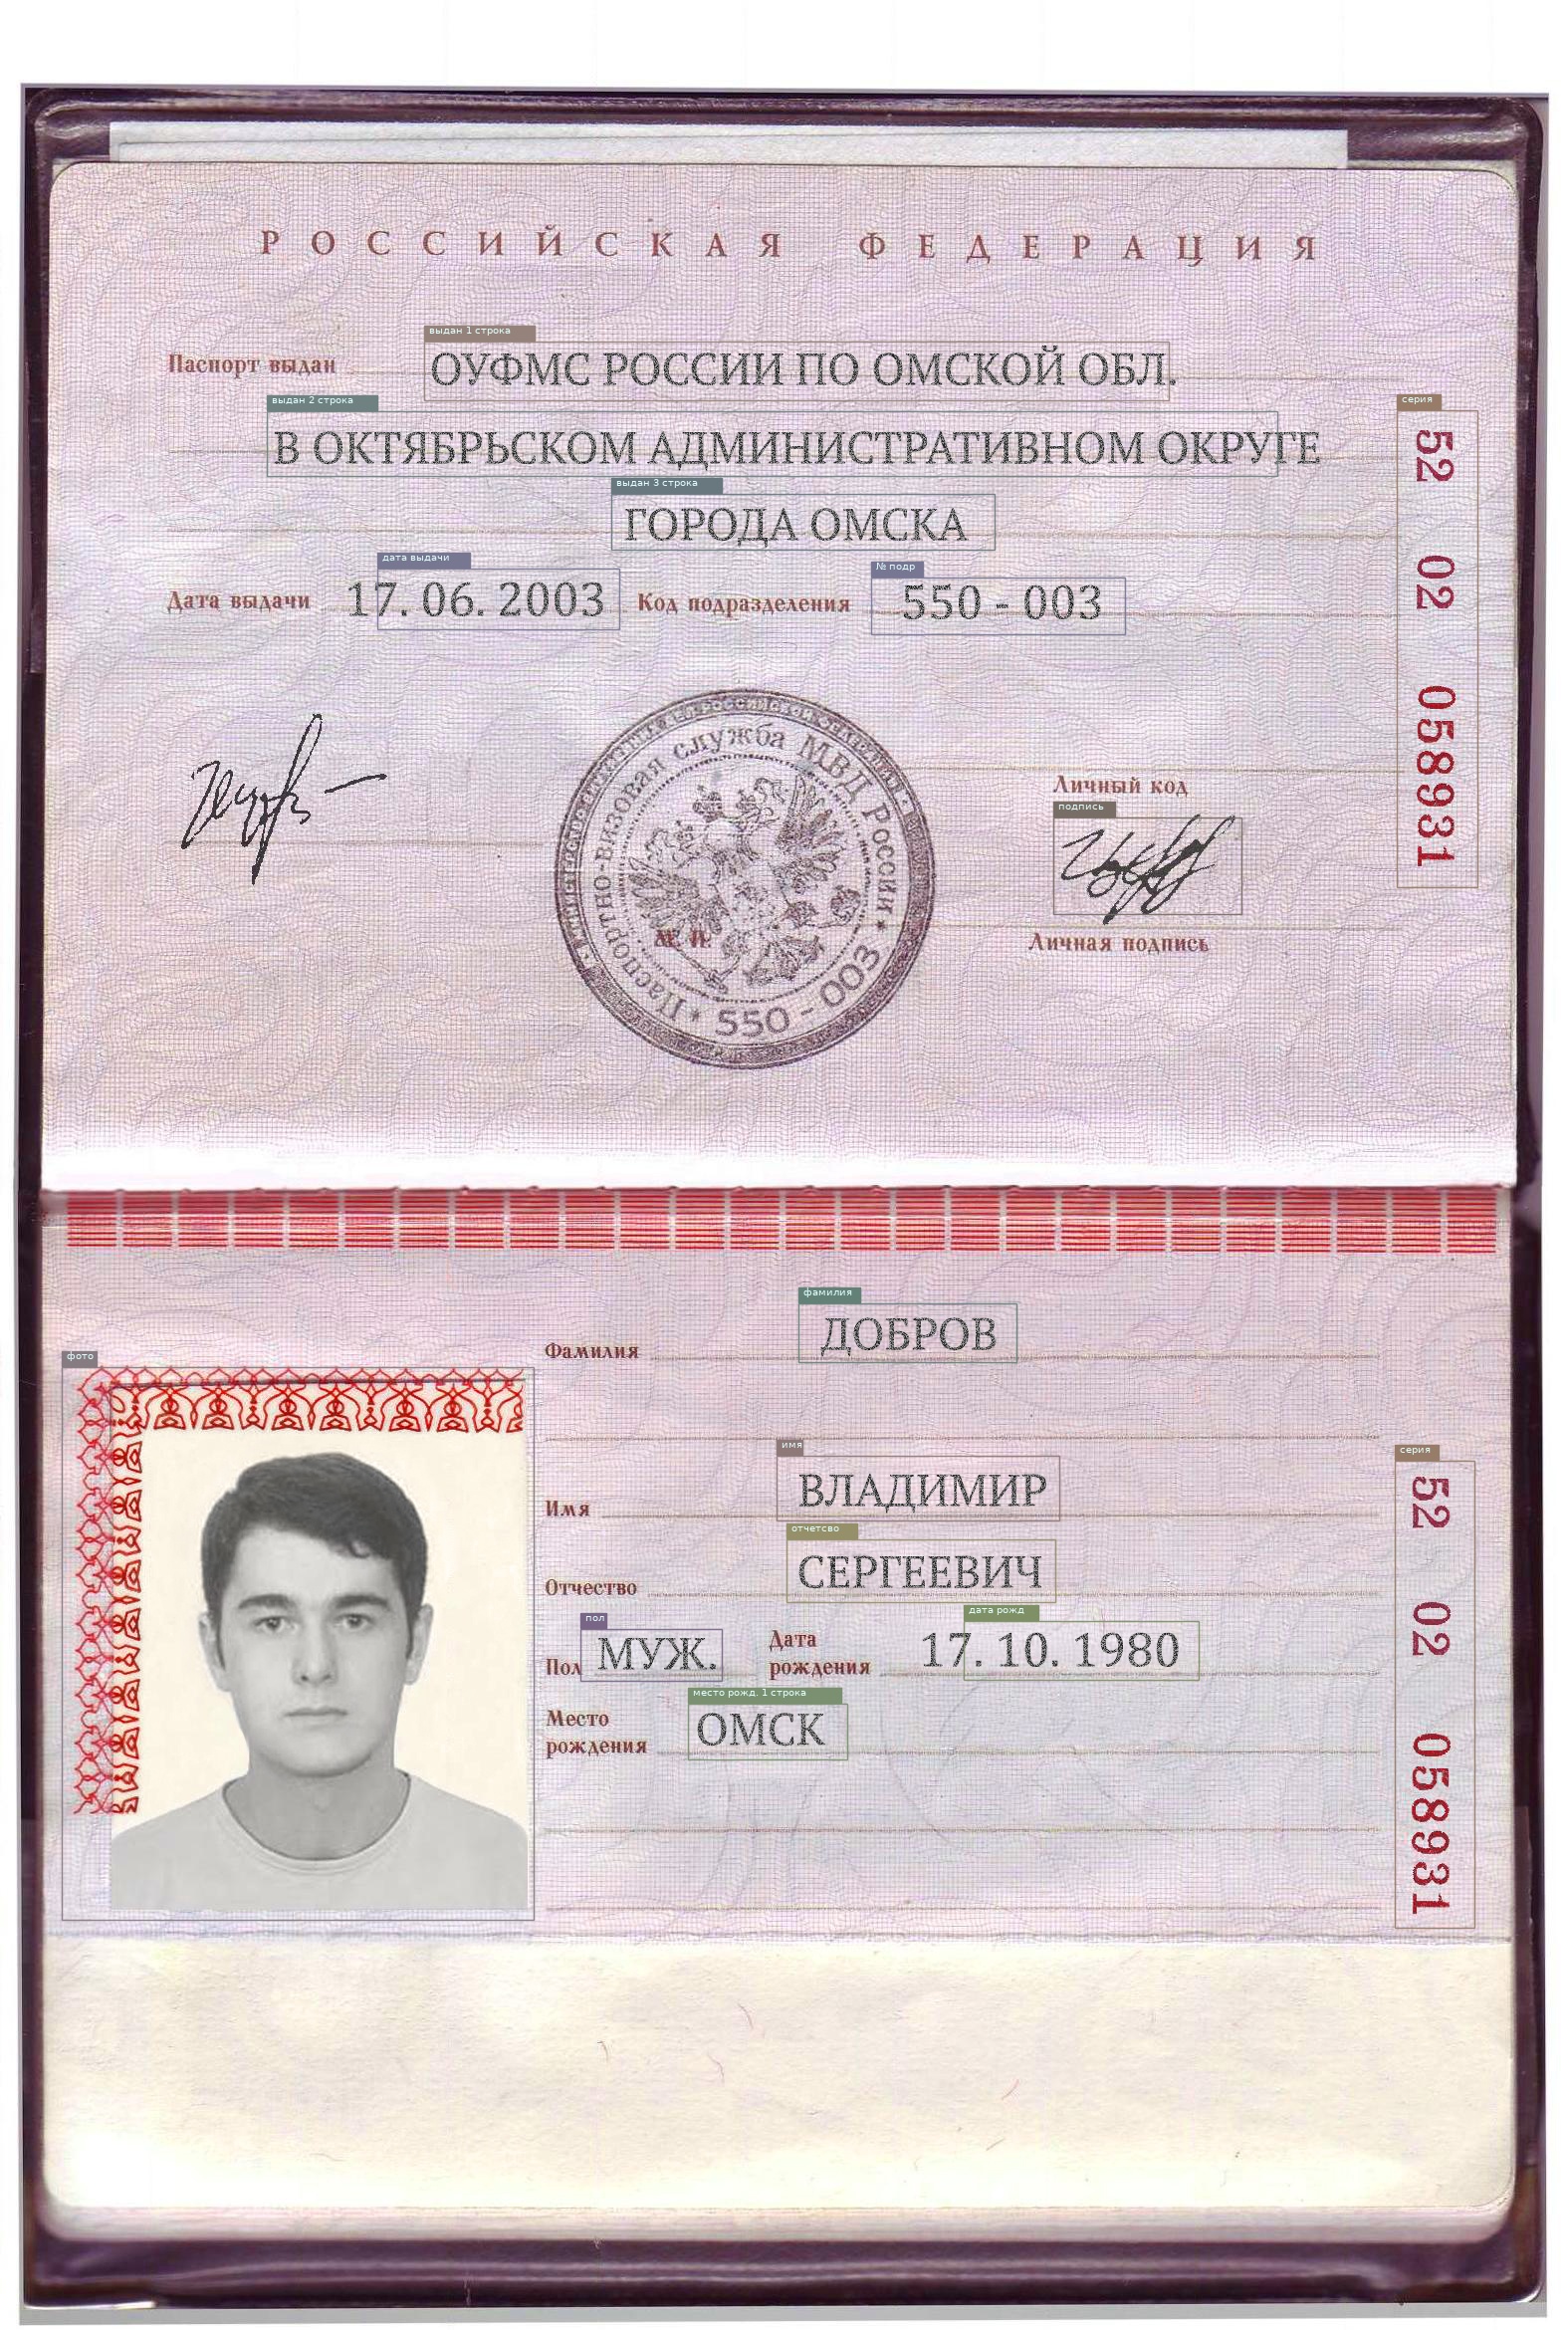 РОССИЙСКАЯ ФЕДЕРАЦИЯ
выдан 1 строка
Паспорт выдан ОУФМС РОССИИ ПО ОМСКОЙ ОБЛ.
выдан 2 строка
серия
В ОКТЯБРЬСКОМ АДМИНИСТРАТИВНОМ ОКРУГЕ
выдан 3 строка
ГОРОДА ОМСКА
дата выдачи
№ подр
Дата выдачи 17. 06. 2003 Код подразделения 550 - 003
52 02 058931
Паспортно-визовая служба МВД России
550 - 003
М. П.
Личный код
подпись
Личная подпись
фамилия
Фамилия ДОБРОВ
фото
имя
серия
Имя ВЛАДИМИР
отчетсво
Отчество СЕРГЕЕВИЧ
пол
дата рожд
Пол МУЖ. Дата рождения 17. 10. 1980
место рожд. 1 строка
Место рождения ОМСК
52 02 058931